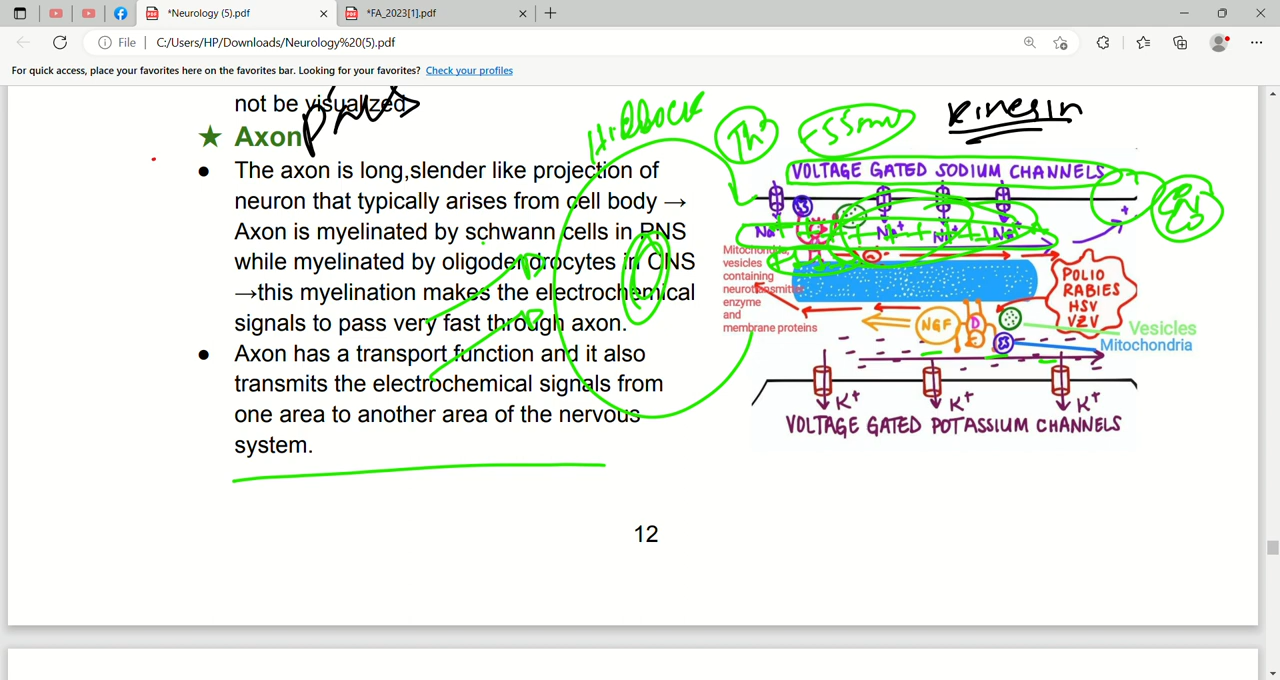 *Neurology (5).pdf
*FA_2023[1].pdf
File | C:/Users/HP/Downloads/Neurology%20(5).pdf
For quick access, place your favorites here on the favorites bar. Looking for your favorites? Check your profiles
not be visualized
★ Axon
● The axon is long,slender like projection of
neuron that typically arises from cell body →
Axon is myelinated by schwann cells in PNS
while myelinated by oligodendrocytes in CNS
→this myelination makes the electrochemical
signals to pass very fast through axon.
● Axon has a transport function and it also
transmits the electrochemical signals from
one area to another area of the nervous
system.
Hillock
kinesin
VOLTAGE GATED SODIUM CHANNELS
Na+ Na+ Na+ Na+
Mitochondria,
vesicles
containing
neurotransmitter
enzyme
and
membrane proteins
POLIO
RABIES
HSV
VZV
NGF
D
Vesicles
Mitochondria
K+ K+ K+
VOLTAGE GATED POTASSIUM CHANNELS
12